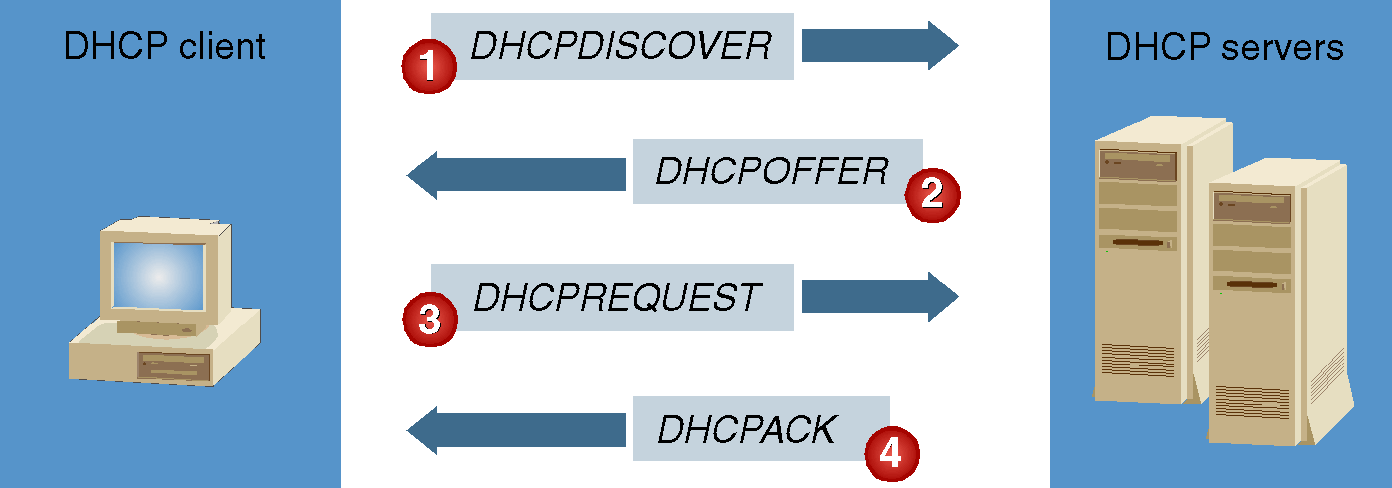 DHCP client
DHCP servers
1 DHCPDISCOVER
DHCPOFFER 2
3 DHCPREQUEST
DHCPACK 4